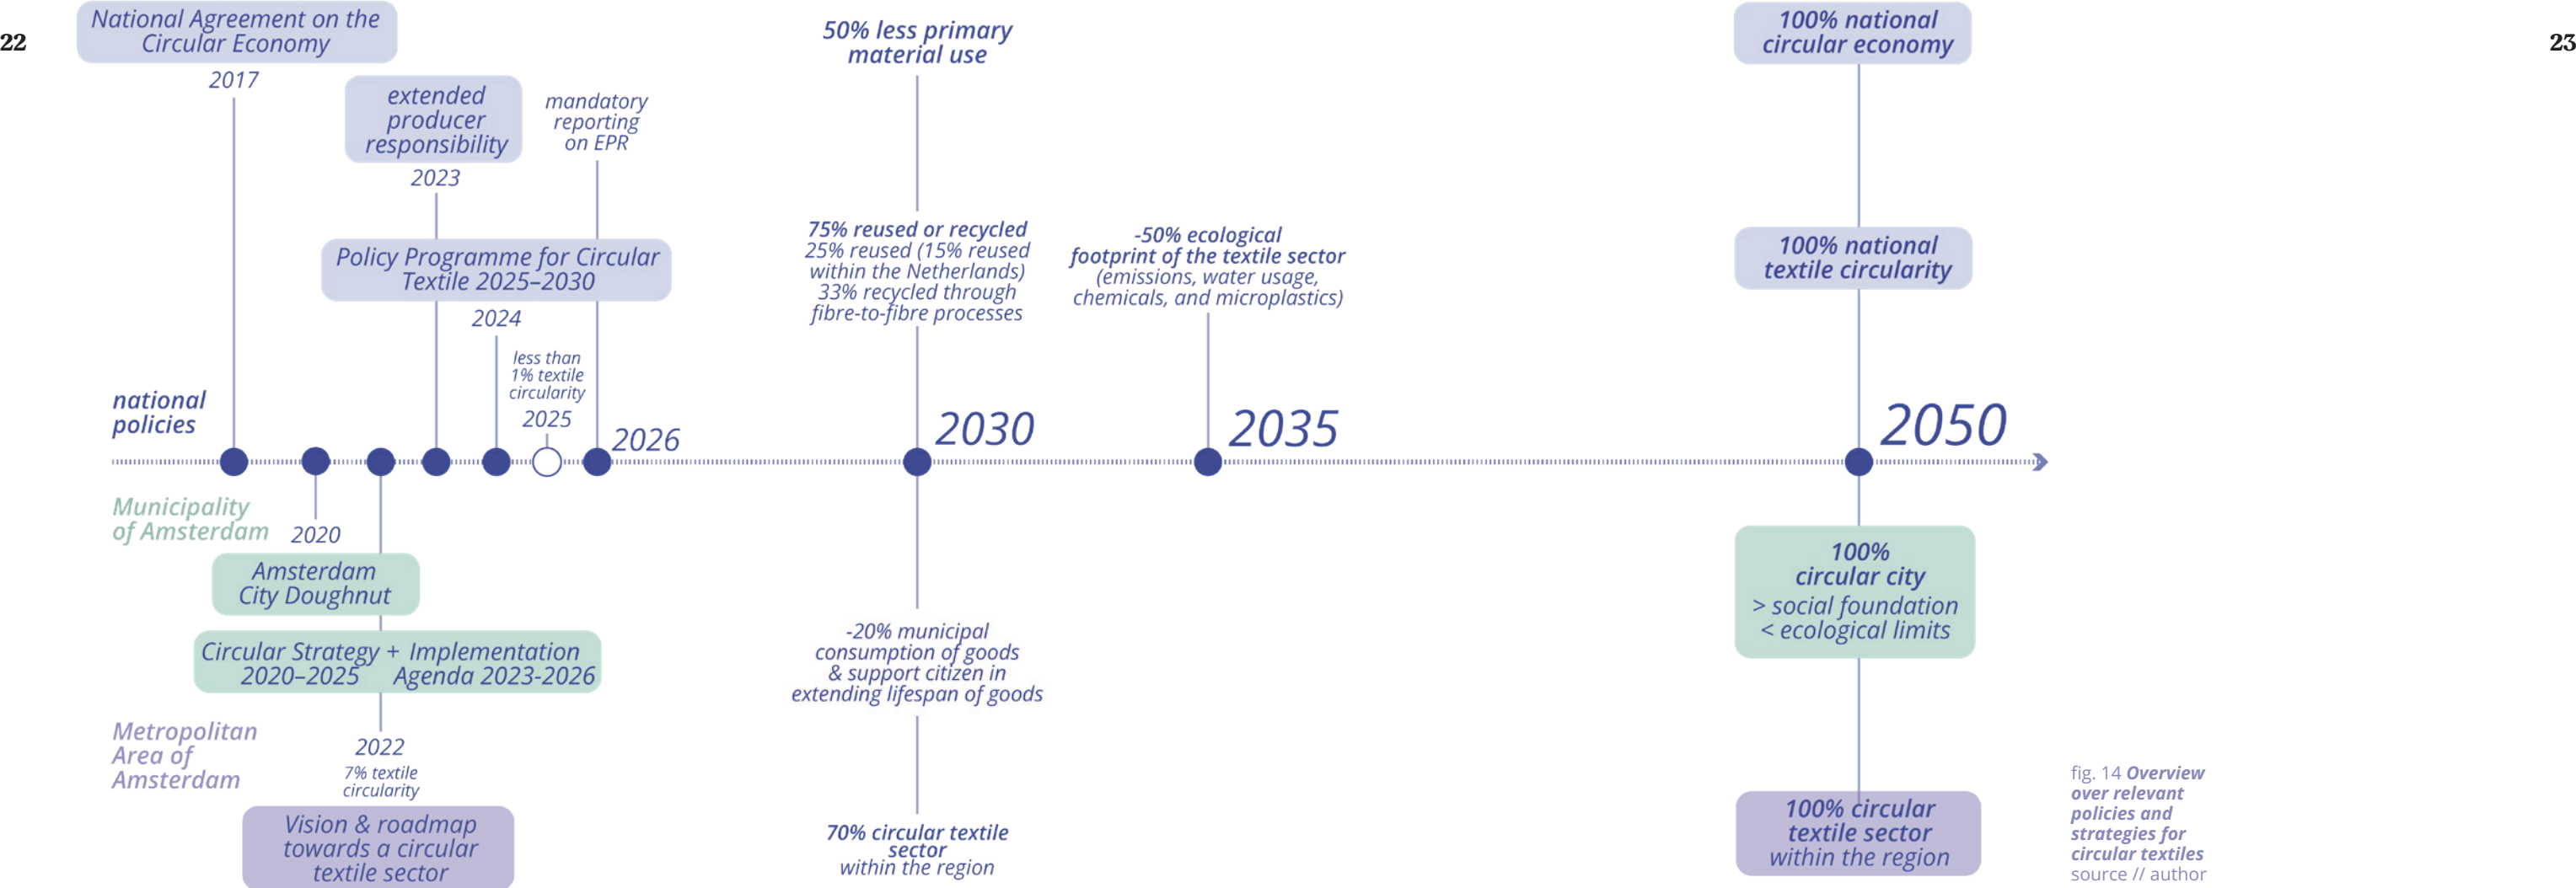 22
National Agreement on the
Circular Economy
2017
extended
producer
responsibility
2023
mandatory
reporting
on EPR
Policy Programme for Circular
Textile 2025–2030
2024
less than
1% textile
circularity
2025
2026
50% less primary
material use
75% reused or recycled
25% reused (15% reused
within the Netherlands)
33% recycled through
fibre-to-fibre processes
2030
-50% ecological
footprint of the textile sector
(emissions, water usage,
chemicals, and microplastics)
2035
100% national
circular economy
100% national
textile circularity
2050
23
national
policies
Municipality
of Amsterdam
2020
Amsterdam
City Doughnut
Circular Strategy + Implementation
2020–2025 Agenda 2023-2026
Metropolitan
Area of
Amsterdam
2022
7% textile
circularity
Vision & roadmap
towards a circular
textile sector
-20% municipal
consumption of goods
& support citizen in
extending lifespan of goods
70% circular textile
sector
within the region
100%
circular city
> social foundation
< ecological limits
100% circular
textile sector
within the region
fig. 14 Overview
over relevant
policies and
strategies for
circular textiles
source // author